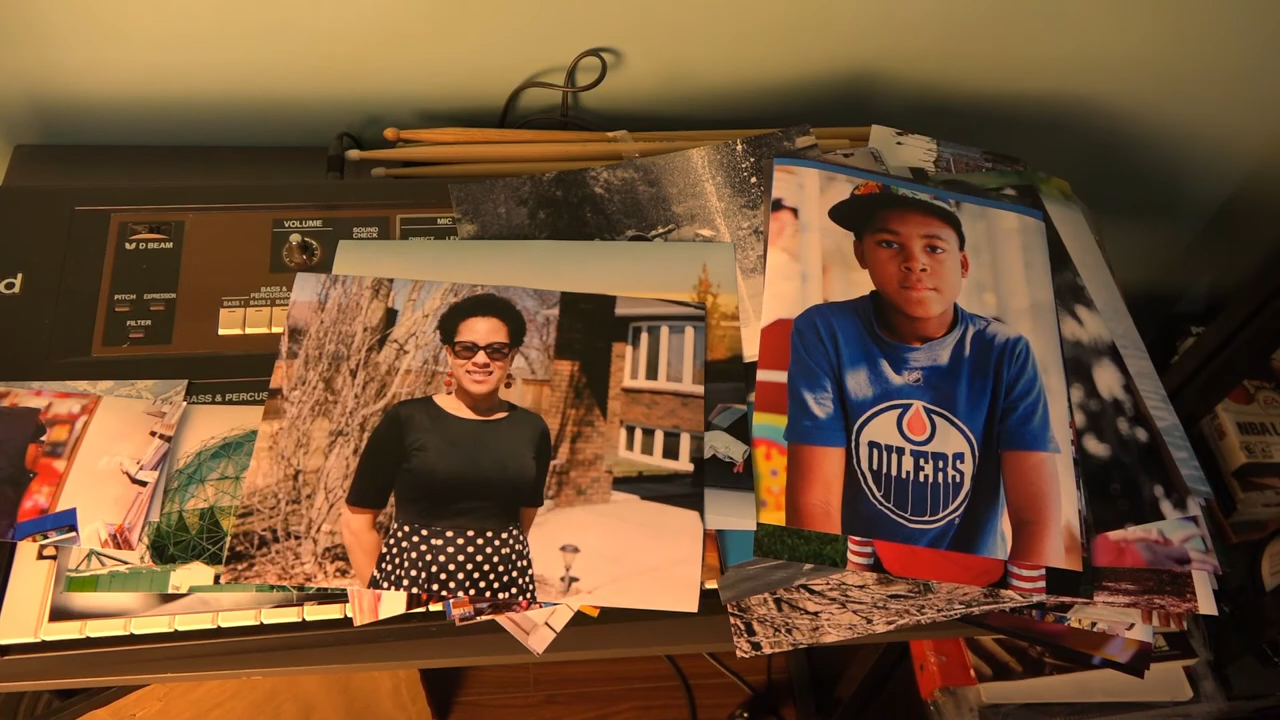 d
D BEAM
PITCH
EXPRESSION
FILTER
VOLUME
SOUND
CHECK
MIC
BASS &
PERCUSSION
BASS 1
BASS 2
BASS & PERCUS
OILERS
NBA L